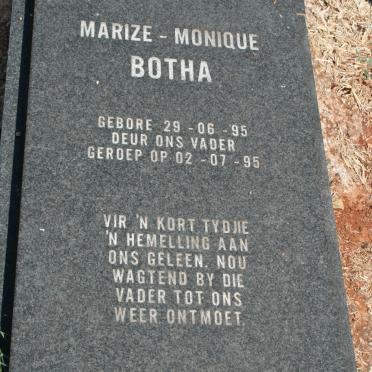 MARIZE - MONIQUE
BOTHA
GEBORE 29 -06 -95
DEUR ONS VADER
GEROEP OP 02 -07 -95
VIR 'N KORT TYDJIE
'N HEMELLING AAN
ONS GELEEN. NOU
WAGTEND BY DIE
VADER TOT ONS
WEER ONTMOET.